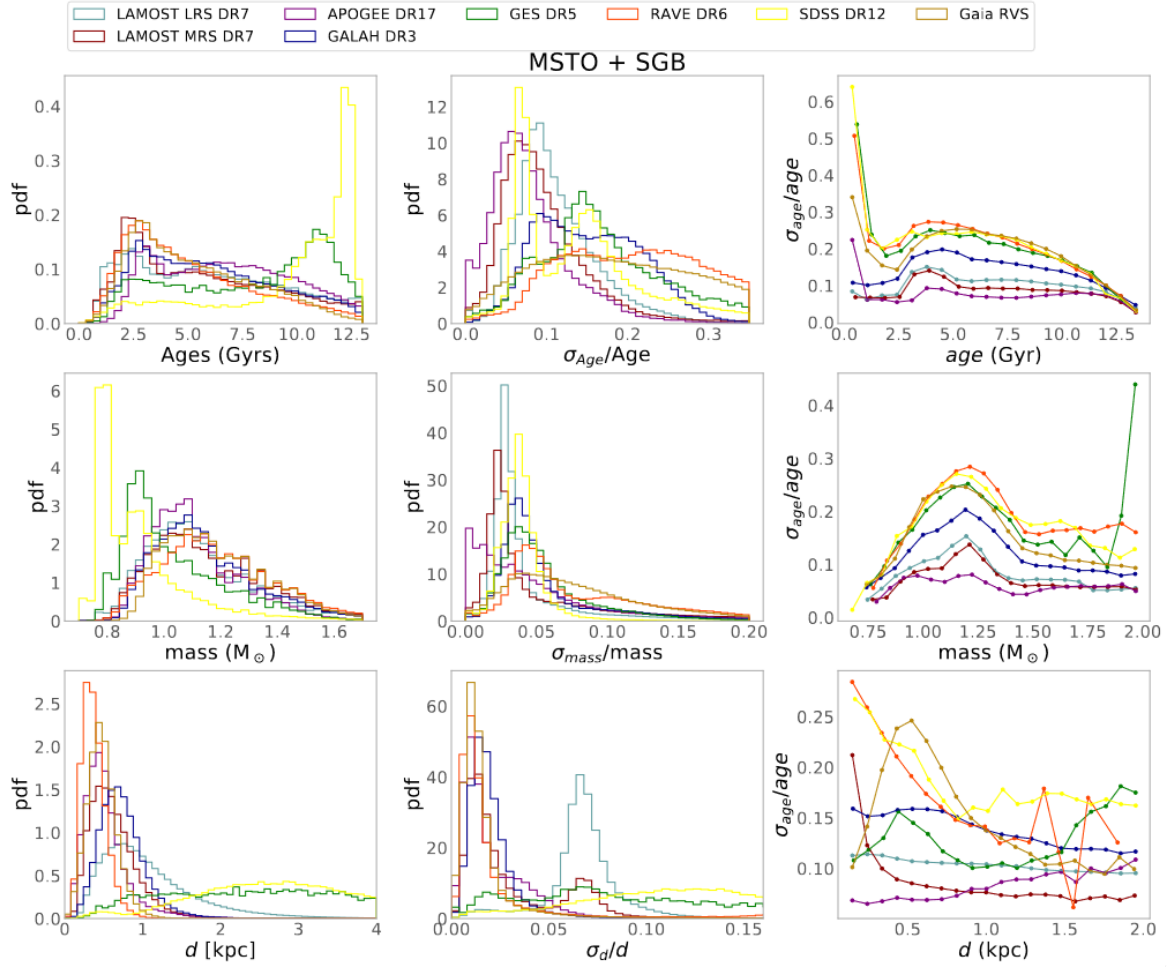 LAMOST LRS DR7 APOGEE DR17 GES DR5 RAVE DR6 SDSS DR12 Gaia RVS
LAMOST MRS DR7 GALAH DR3
MSTO + SGB
pdf
0.4
0.3
0.2
0.1
0.0
0.0 2.5 5.0 7.5 10.0 12.5
Ages (Gyrs)
pdf
12
10
8
6
4
2
0
0.0 0.1 0.2 0.3
σ_Age/Age
σ_age/age
0.6
0.5
0.4
0.3
0.2
0.1
0.0
0.0 2.5 5.0 7.5 10.0 12.5
age (Gyr)
pdf
6
5
4
3
2
1
0
0.8 1.0 1.2 1.4 1.6
mass (M⊙)
pdf
50
40
30
20
10
0
0.00 0.05 0.10 0.15 0.20
σ_mass/mass
σ_age/age
0.4
0.3
0.2
0.1
0.0
0.75 1.00 1.25 1.50 1.75 2.00
mass (M⊙)
pdf
2.5
2.0
1.5
1.0
0.5
0.0
0 1 2 3 4
d [kpc]
pdf
60
40
20
0
0.00 0.05 0.10 0.15
σ_d/d
σ_age/age
0.25
0.20
0.15
0.10
0.5 1.0 1.5 2.0
d (kpc)